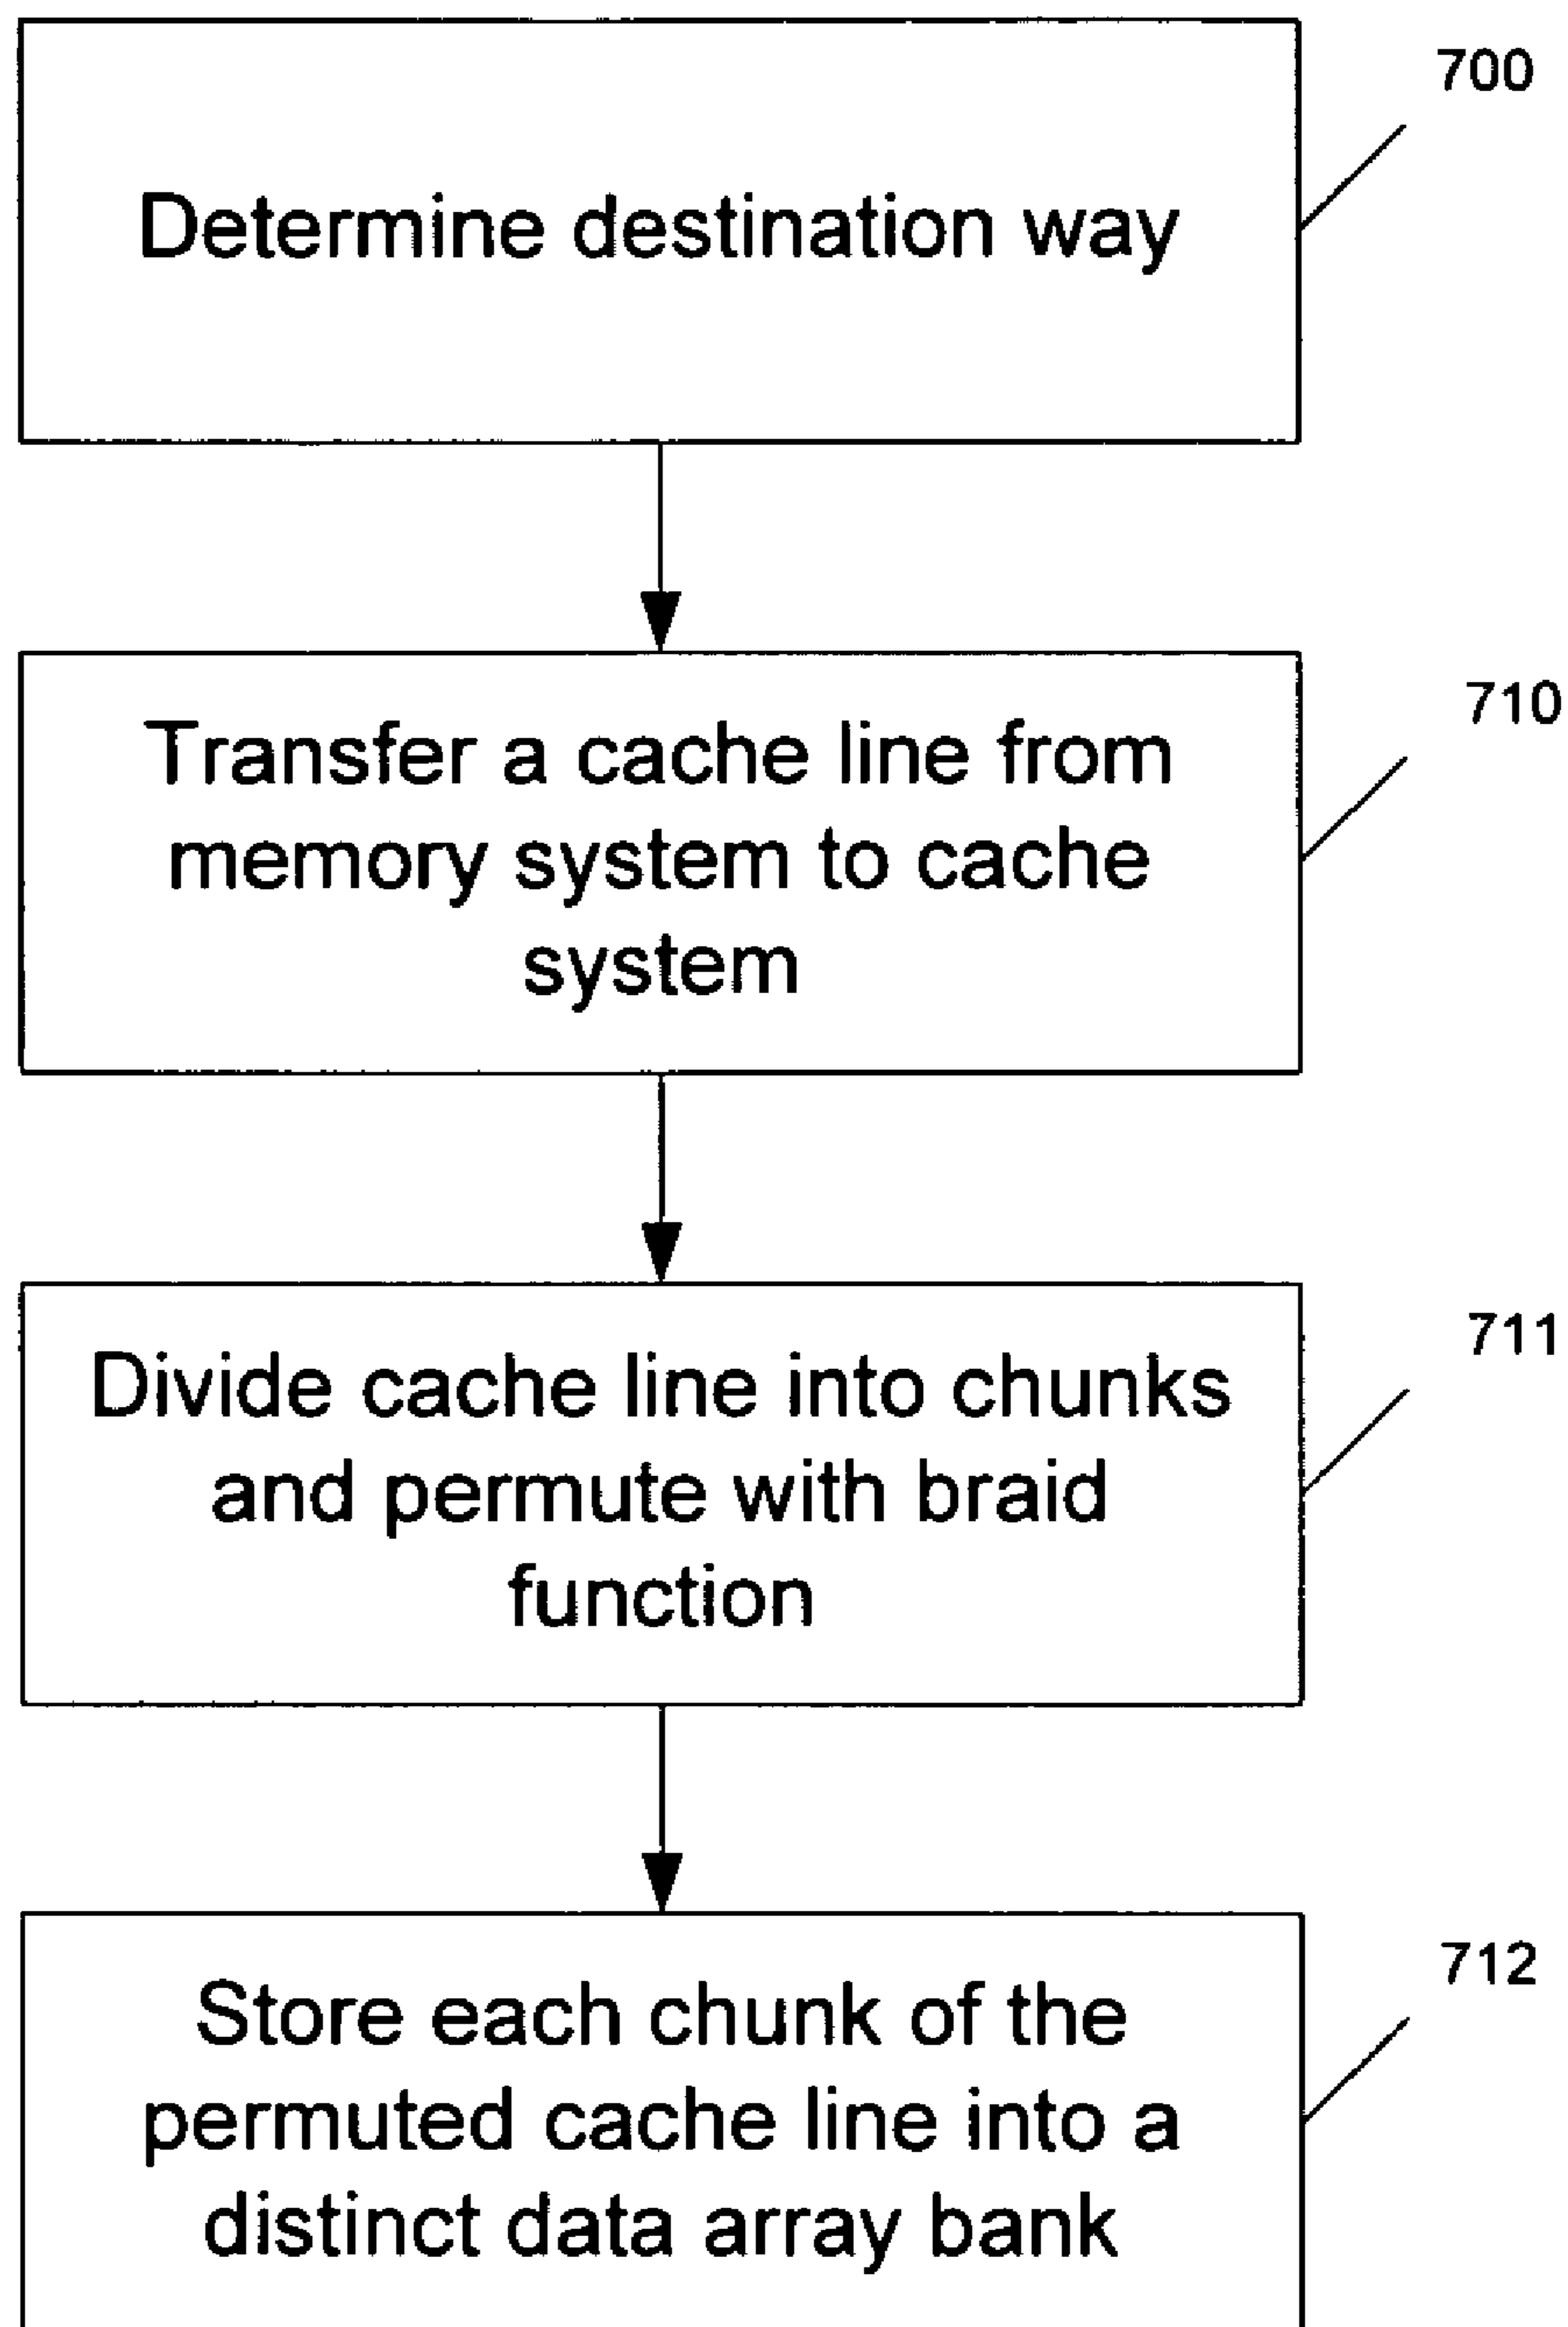 700
Determine destination way
710
Transfer a cache line from
memory system to cache
system
711
Divide cache line into chunks
and permute with braid
function
712
Store each chunk of the
permuted cache line into a
distinct data array bank